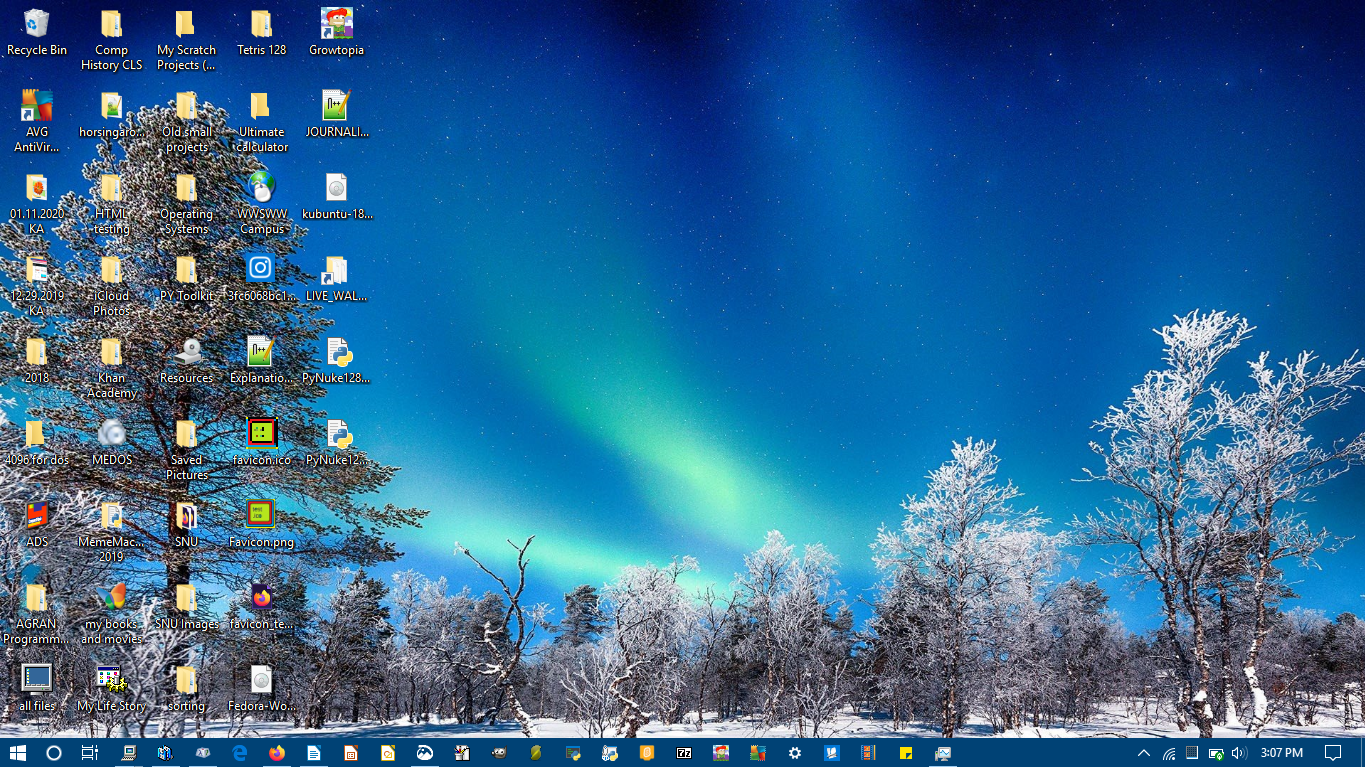 Recycle Bin
Comp
History CLS
My Scratch
Projects (...
Tetris 128
Growtopia
AVG
AntiVir...
horsingaro...
Old small
projects
Ultimate
calculator
JOURNALI...
01.11.2020
KA
HTML
testing
Operating
Systems
WWSWW
Campus
kubuntu-18...
12.29.2019
KA
iCloud
Photos
PY Toolkit
3fc6068bc1...
LIVE_WAL...
2018
Khan
Academy
Resources
Explanatio...
PyNuke128...
4096 for dos
MEDOS
Saved
Pictures
favicon.ico
PyNuke12...
ADS
MemeMac...
2019
SNU
Favicon.png
AGRAN
Programm...
my books
and movies
SNU Images
favicon_te...
all files
My Life Story
sorting
Fedora-Wo...
3:07 PM